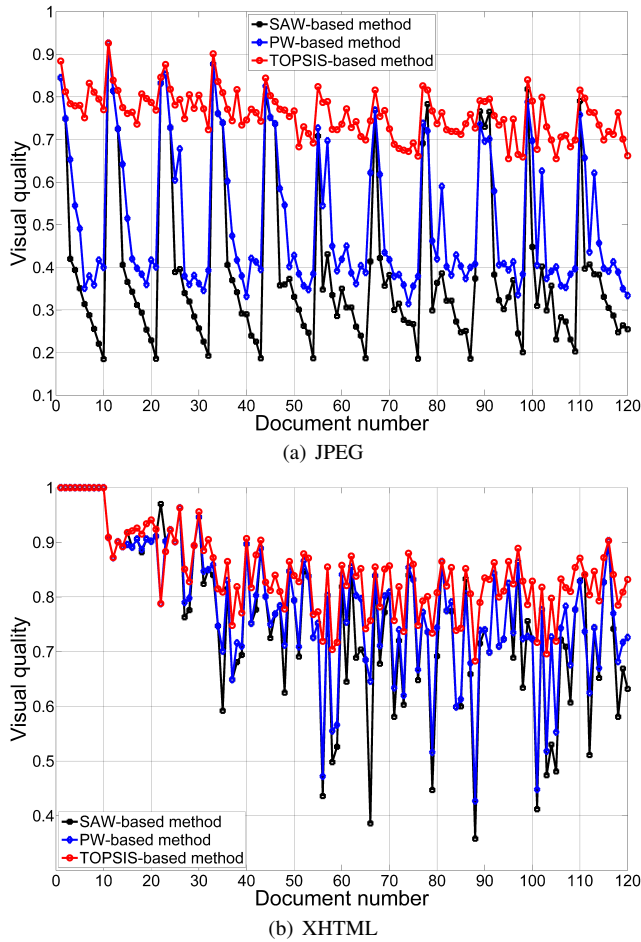 1
0.9
0.8
0.7
0.6
0.5
0.4
0.3
0.2
0.1
Visual quality
SAW-based method
PW-based method
TOPSIS-based method
0 10 20 30 40 50 60 70 80 90 100 110 120
Document number
(a) JPEG
1
0.9
0.8
0.7
0.6
0.5
0.4
Visual quality
SAW-based method
PW-based method
TOPSIS-based method
0 10 20 30 40 50 60 70 80 90 100 110 120
Document number
(b) XHTML